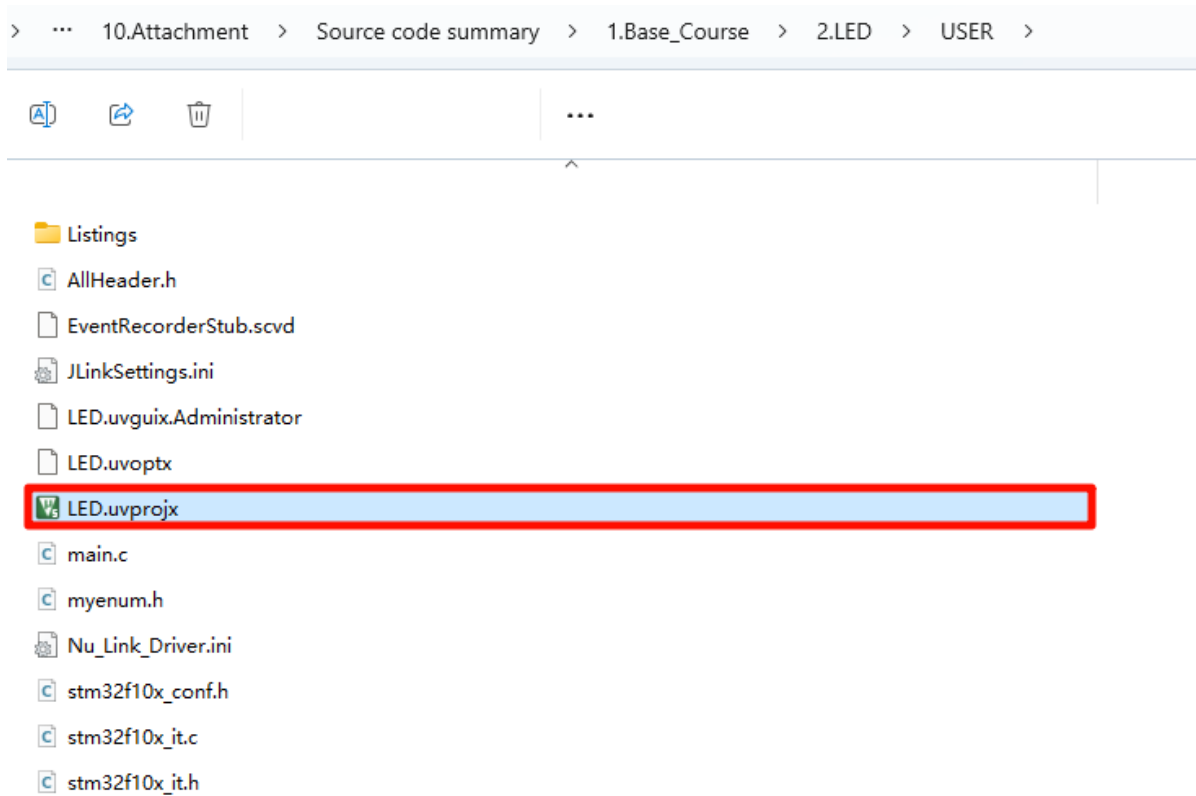 > ... 10.Attachment > Source code summary > 1.Base_Course > 2.LED > USER >
Listings
AllHeader.h
EventRecorderStub.scvd
JLinkSettings.ini
LED.uvguix.Administrator
LED.uvoptx
LED.uvprojx
main.c
myenum.h
Nu_Link_Driver.ini
stm32f10x_conf.h
stm32f10x_it.c
stm32f10x_it.h